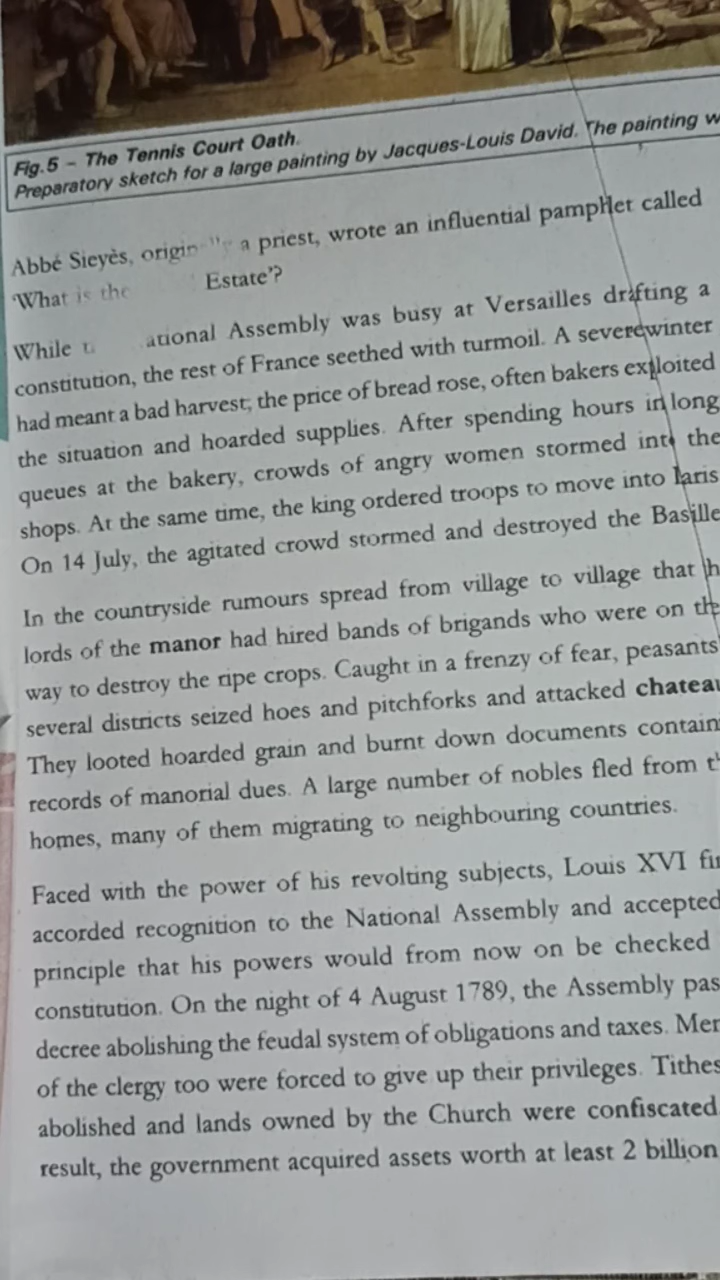 Fig.5 – The Tennis Court Oath.
Preparatory sketch for a large painting by Jacques-Louis David. The painting
Abbé Sieyès, a priest, wrote an influential pamphlet called
'What is the Estate'?
While Assembly was busy at Versailles drafting a
constitution, the rest of France seethed with turmoil. A severe winter
had meant a bad harvest; the price of bread rose, often bakers exploited
the situation and hoarded supplies. After spending hours in long
queues at the bakery, crowds of angry women stormed into the
shops. At the same time, the king ordered troops to move into Paris
On 14 July, the agitated crowd stormed and destroyed the Bastille
In the countryside rumours spread from village to village that
lords of the manor had hired bands of brigands who were on
way to destroy the ripe crops. Caught in a frenzy of fear, peasants
several districts seized hoes and pitchforks and attacked
They looted hoarded grain and burnt down documents
records of manorial dues. A large number of nobles fled from
homes, many of them migrating to neighbouring countries.
Faced with the power of his revolting subjects, Louis XVI
accorded recognition to the National Assembly and accepted
principle that his powers would from now on be checked
constitution. On the night of 4 August 1789, the Assembly
decree abolishing the feudal system of obligations and taxes.
of the clergy too were forced to give up their privileges. Tithes
abolished and lands owned by the Church were confiscated
result, the government acquired assets worth at least 2 billion